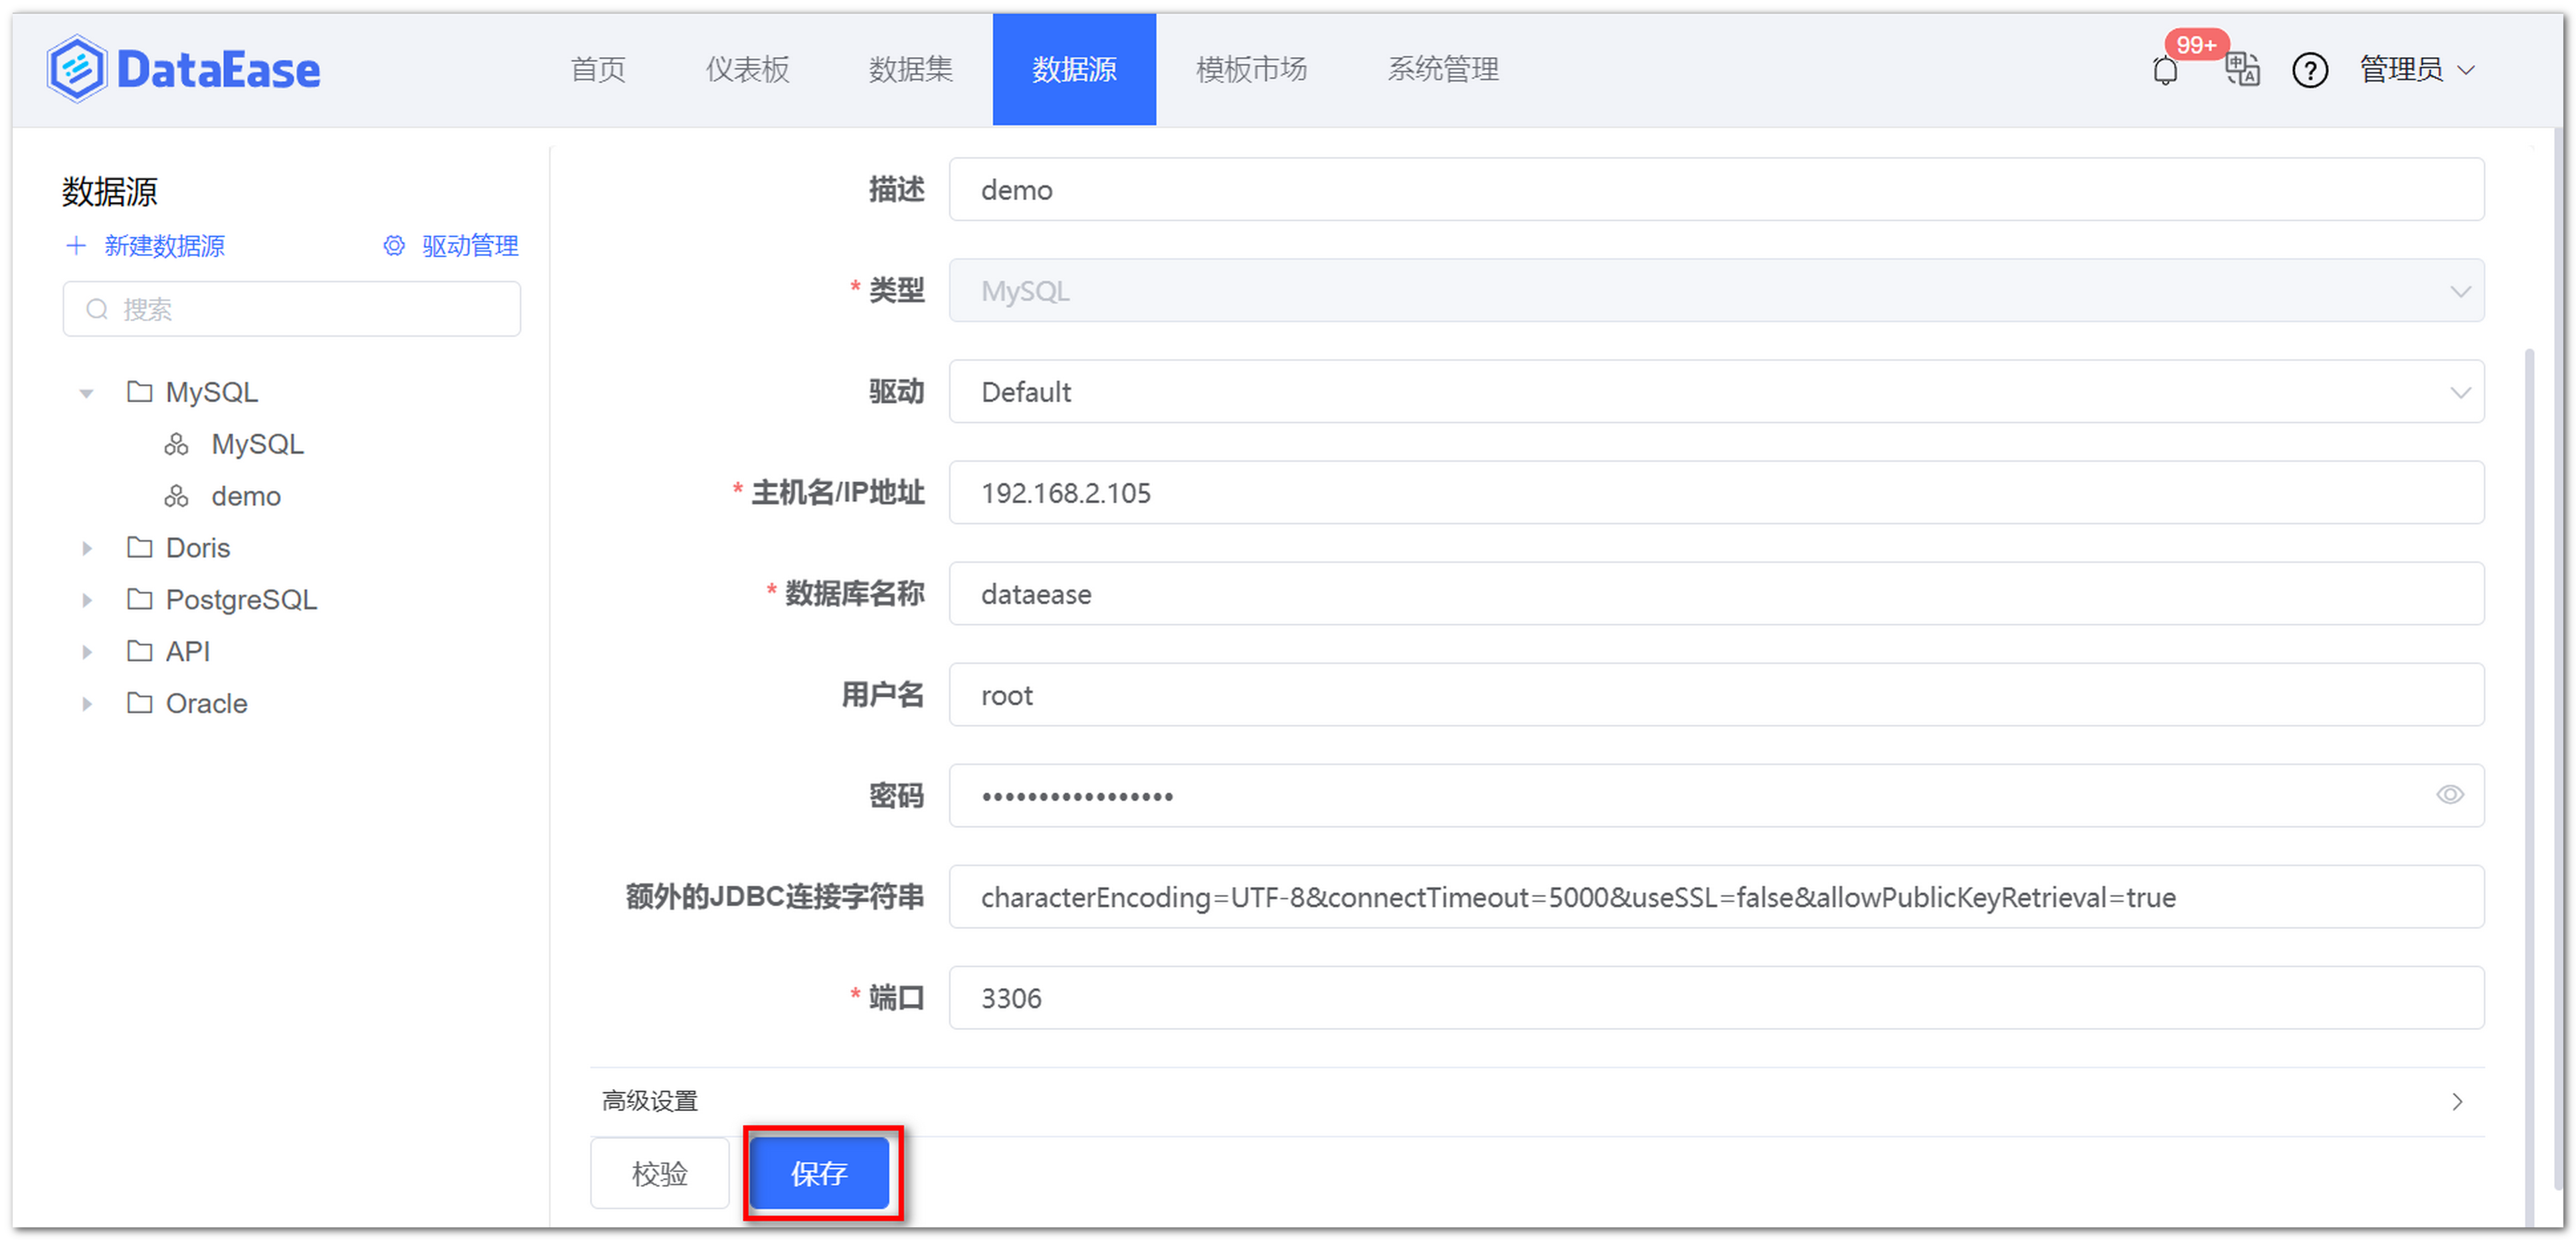 DataEase
首页 仪表板 数据集 数据源 模板市场 系统管理 99+ 中 A ? 管理员
数据源
新建数据源 驱动管理
搜索
MySQL
MySQL
demo
Doris
PostgreSQL
API
Oracle
描述 demo
* 类型 MySQL
驱动 Default
* 主机名/IP地址 192.168.2.105
* 数据库名称 dataease
用户名 root
密码 •••••••••••••••••
额外的JDBC连接字符串 characterEncoding=UTF-8&connectTimeout=5000&useSSL=false&allowPublicKeyRetrieval=true
* 端口 3306
高级设置
校验 保存